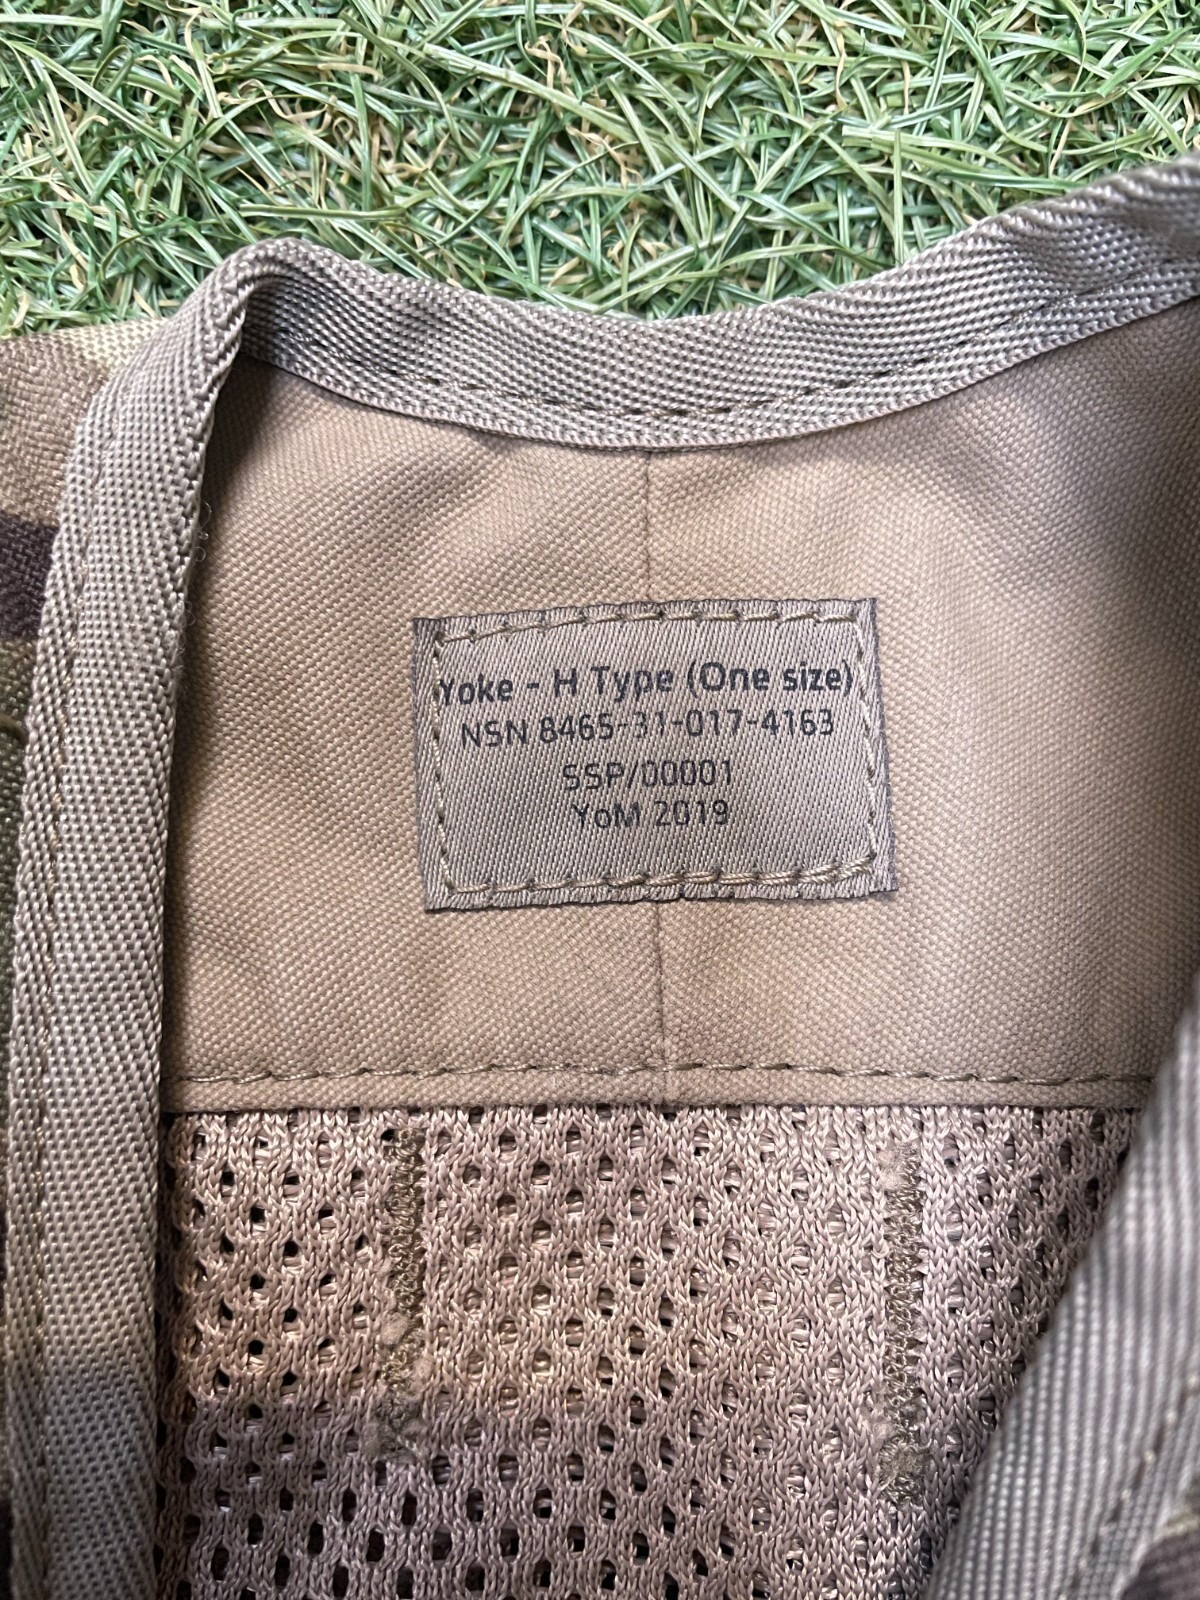 Yoke - H Type (One size)
NSN 8465-31-017-4163
SSP/00001
YoM 2019